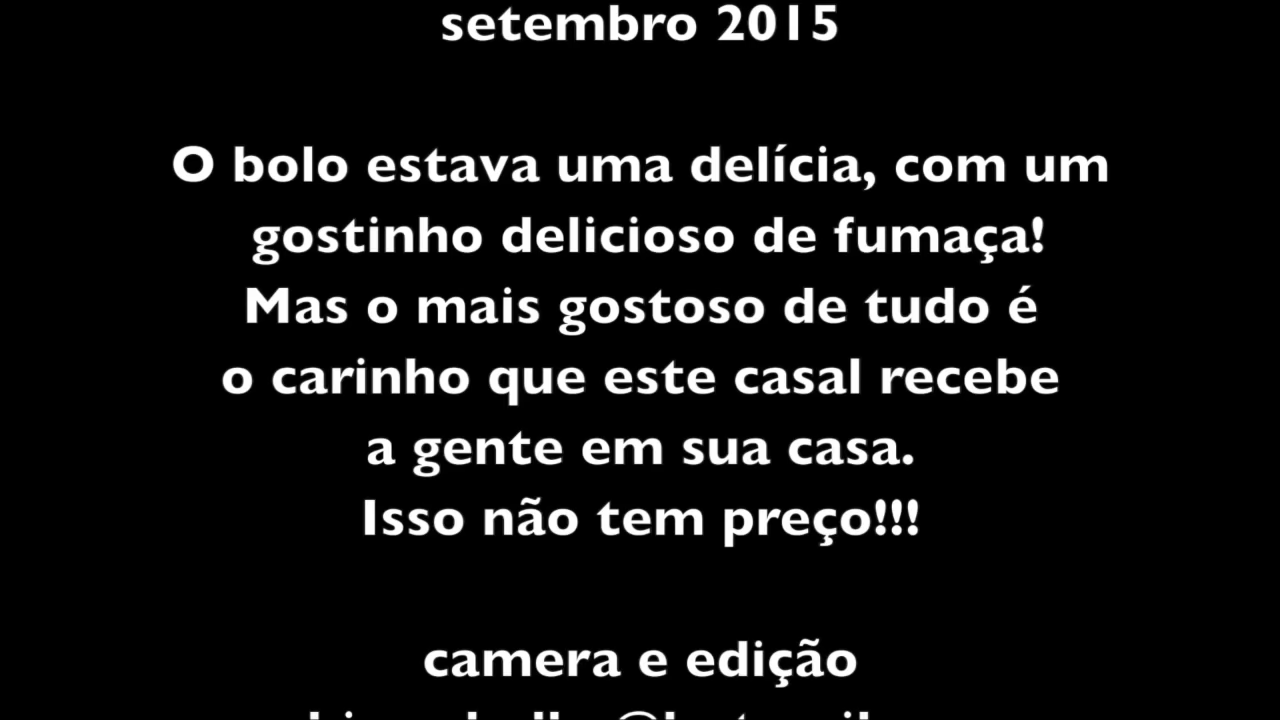 setembro 2015
O bolo estava uma delícia, com um
gostinho delicioso de fumaça!
Mas o mais gostoso de tudo é
o carinho que este casal recebe
a gente em sua casa.
Isso não tem preço!!!
camera e edição